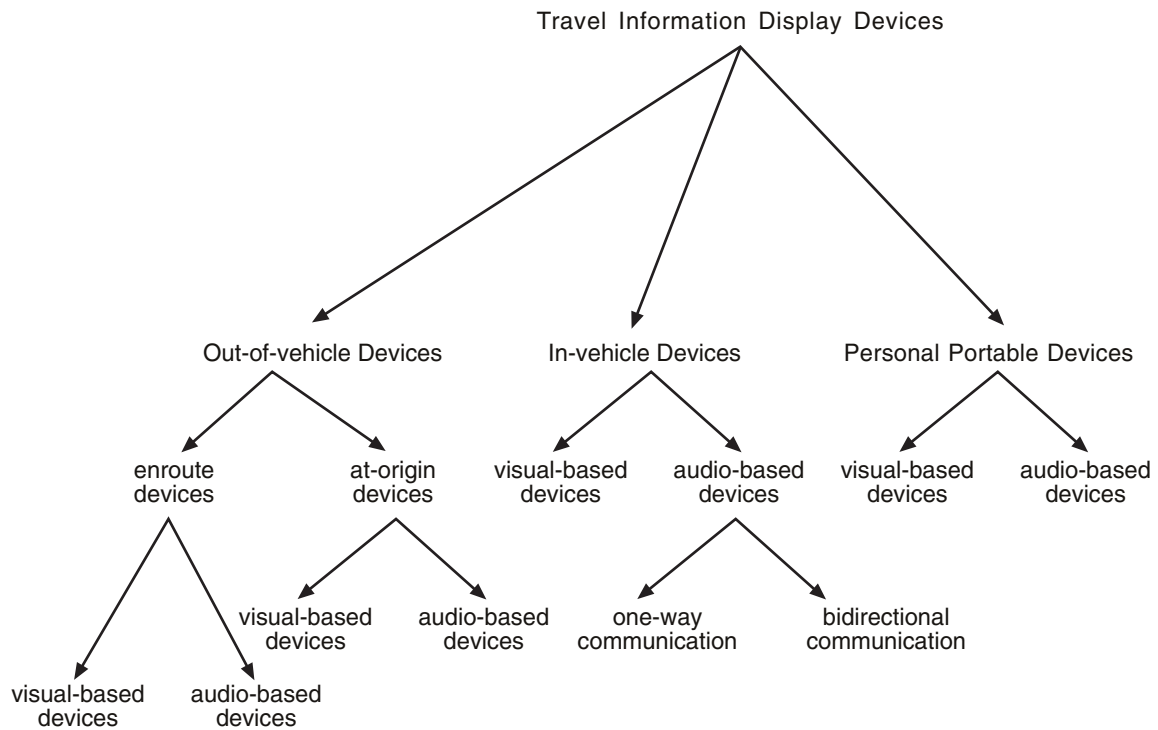 Travel Information Display Devices
Out-of-vehicle Devices
In-vehicle Devices
Personal Portable Devices
enroute
devices
at-origin
devices
visual-based
devices
audio-based
devices
visual-based
devices
audio-based
devices
visual-based
devices
audio-based
devices
one-way
communication
bidirectional
communication
visual-based
devices
audio-based
devices